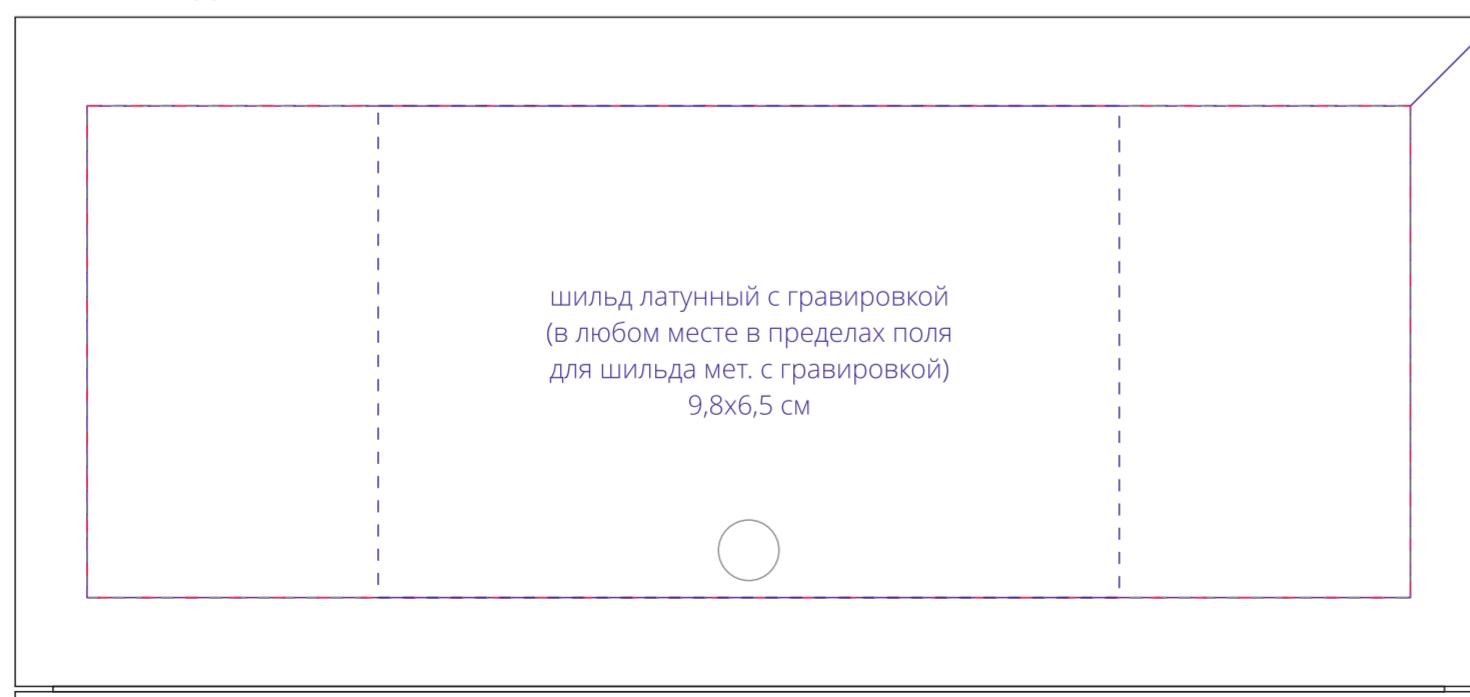 шильд латунный с гравировкой
(в любом месте в пределах поля
для шильда мет. с гравировкой)
9,8х6,5 см